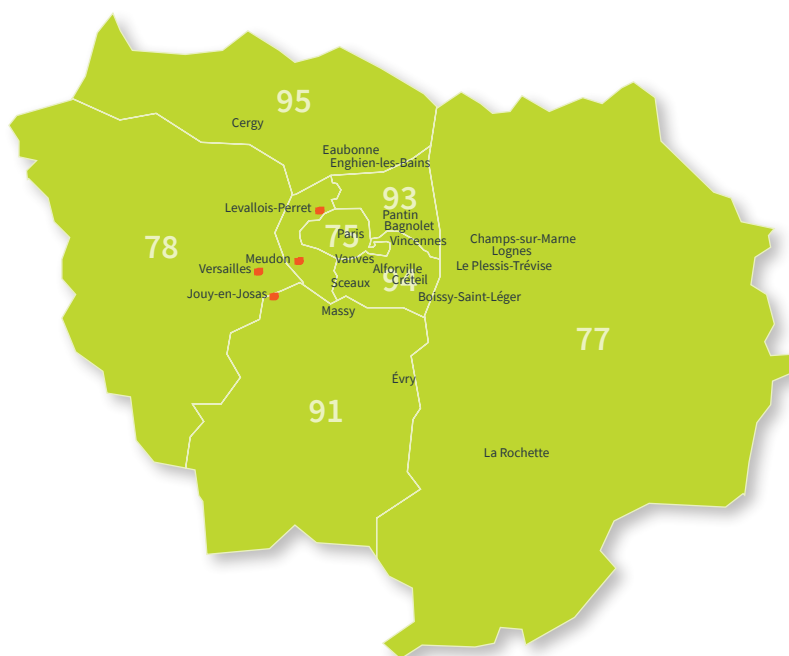 95
Cergy
Eaubonne
Enghien-les-Bains
93
Levallois-Perret
Pantin
Bagnolet
75
Paris
Vincennes
Champs-sur-Marne
78
Lognes
Meudon
Vanves
Versailles
Alforville
Le Plessis-Trévise
94
Créteil
Sceaux
Jouy-en-Josas
Boissy-Saint-Léger
Massy
77
Évry
91
La Rochette